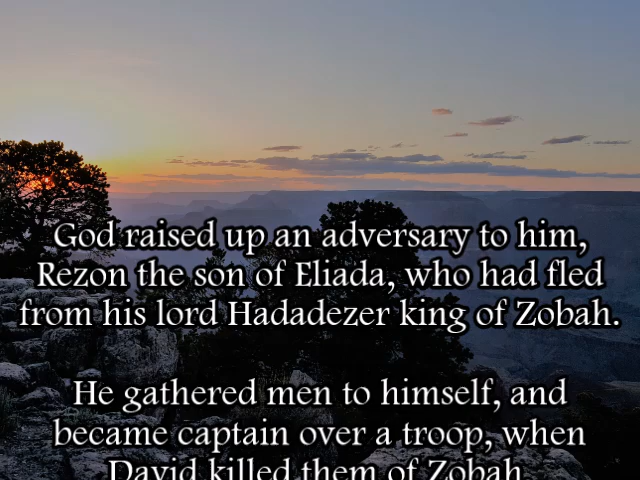 God raised up an adversary to him,
Rezon the son of Eliada, who had fled
from his lord Hadadezer king of Zobah.
He gathered men to himself, and
became captain over a troop, when
David killed them of Zobah